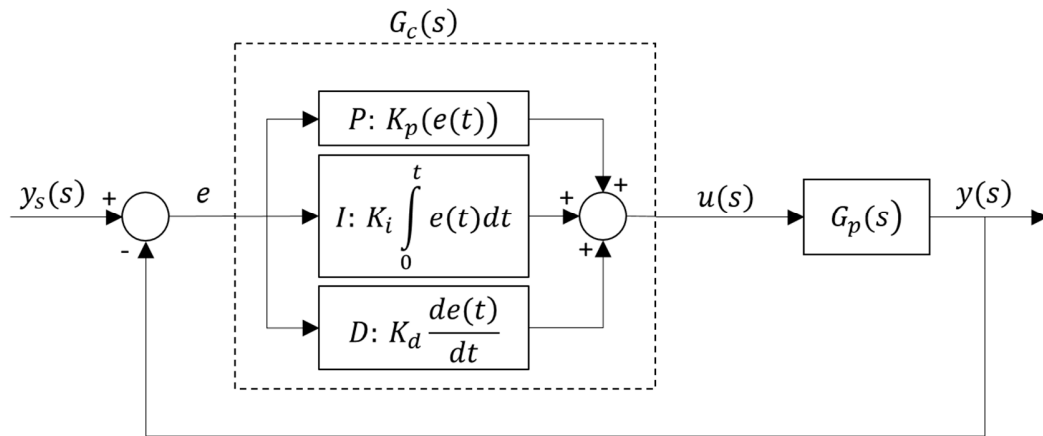 G_c(s)
P: K_p(e(t))
y_s(s)
+
-
e
I: K_i ∫_0^t e(t)dt
D: K_d de(t)/dt
+
+
+
u(s)
G_p(s)
y(s)